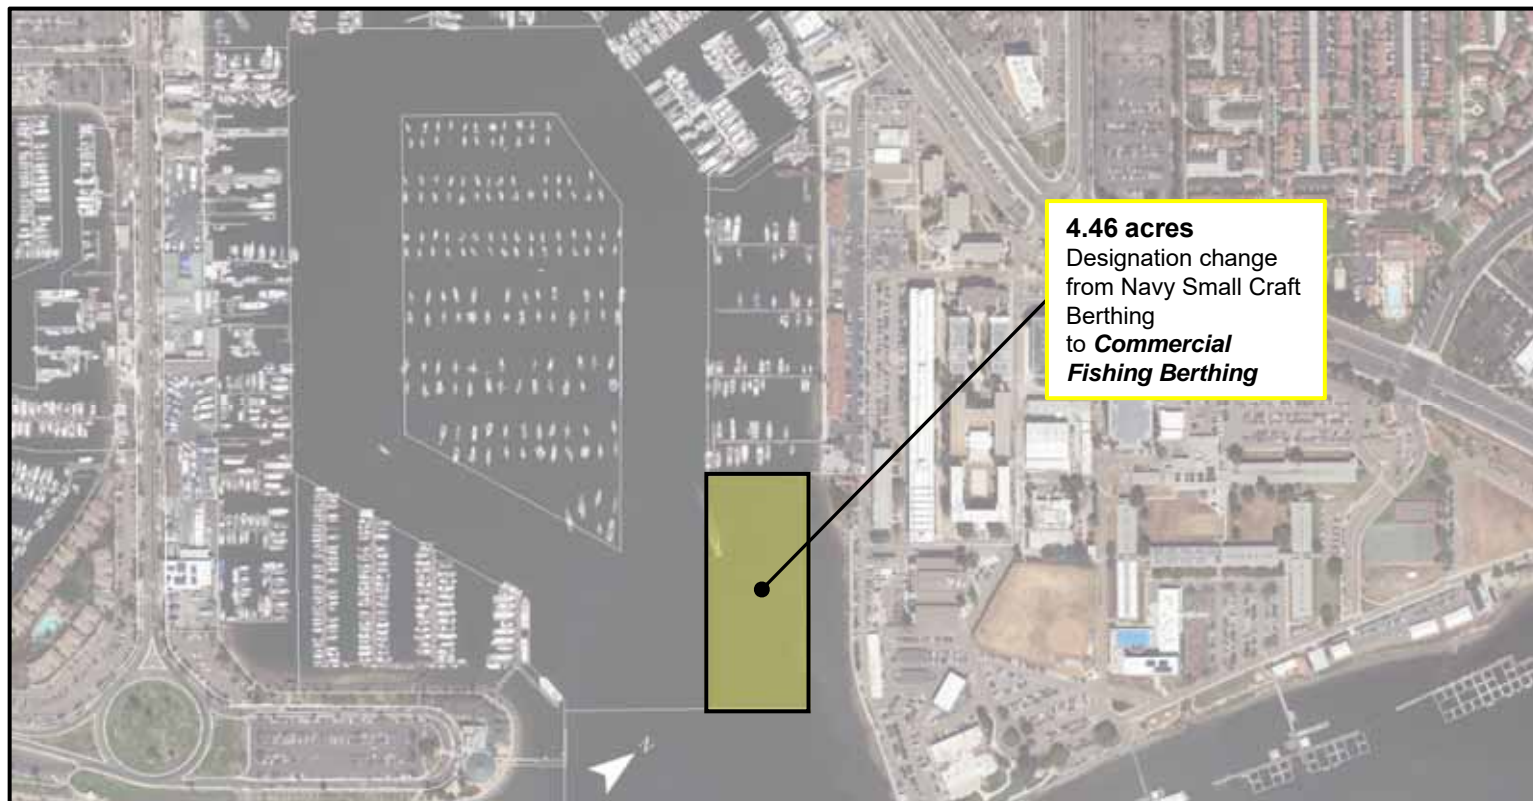 4.46 acres
Designation change
from Navy Small Craft
Berthing
to Commercial
Fishing Berthing
N